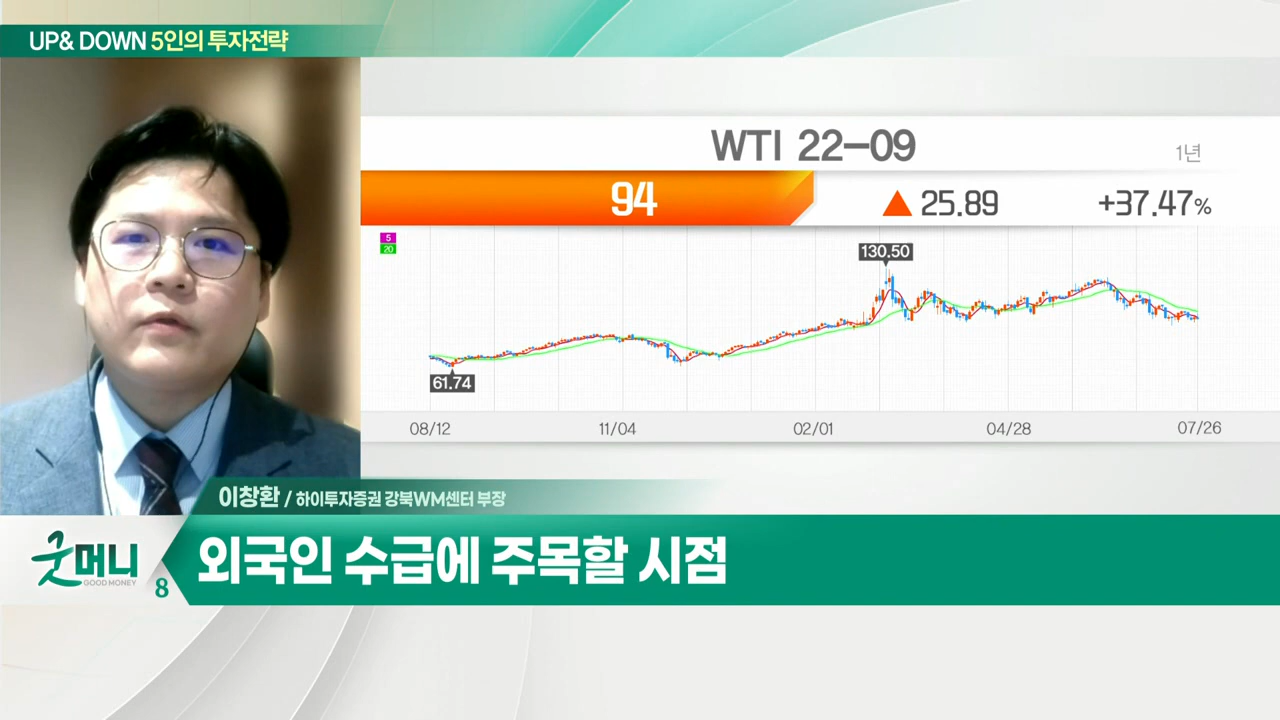 UP& DOWN 5인의 투자전략
WTI 22-09
1년
94
▲ 25.89
+37.47%
5
20
130.50
61.74
08/12 11/04 02/01 04/28 07/26
이창환 / 하이투자증권 강북WM센터 부장
굿머니
GOOD MONEY
8
외국인 수급에 주목할 시점